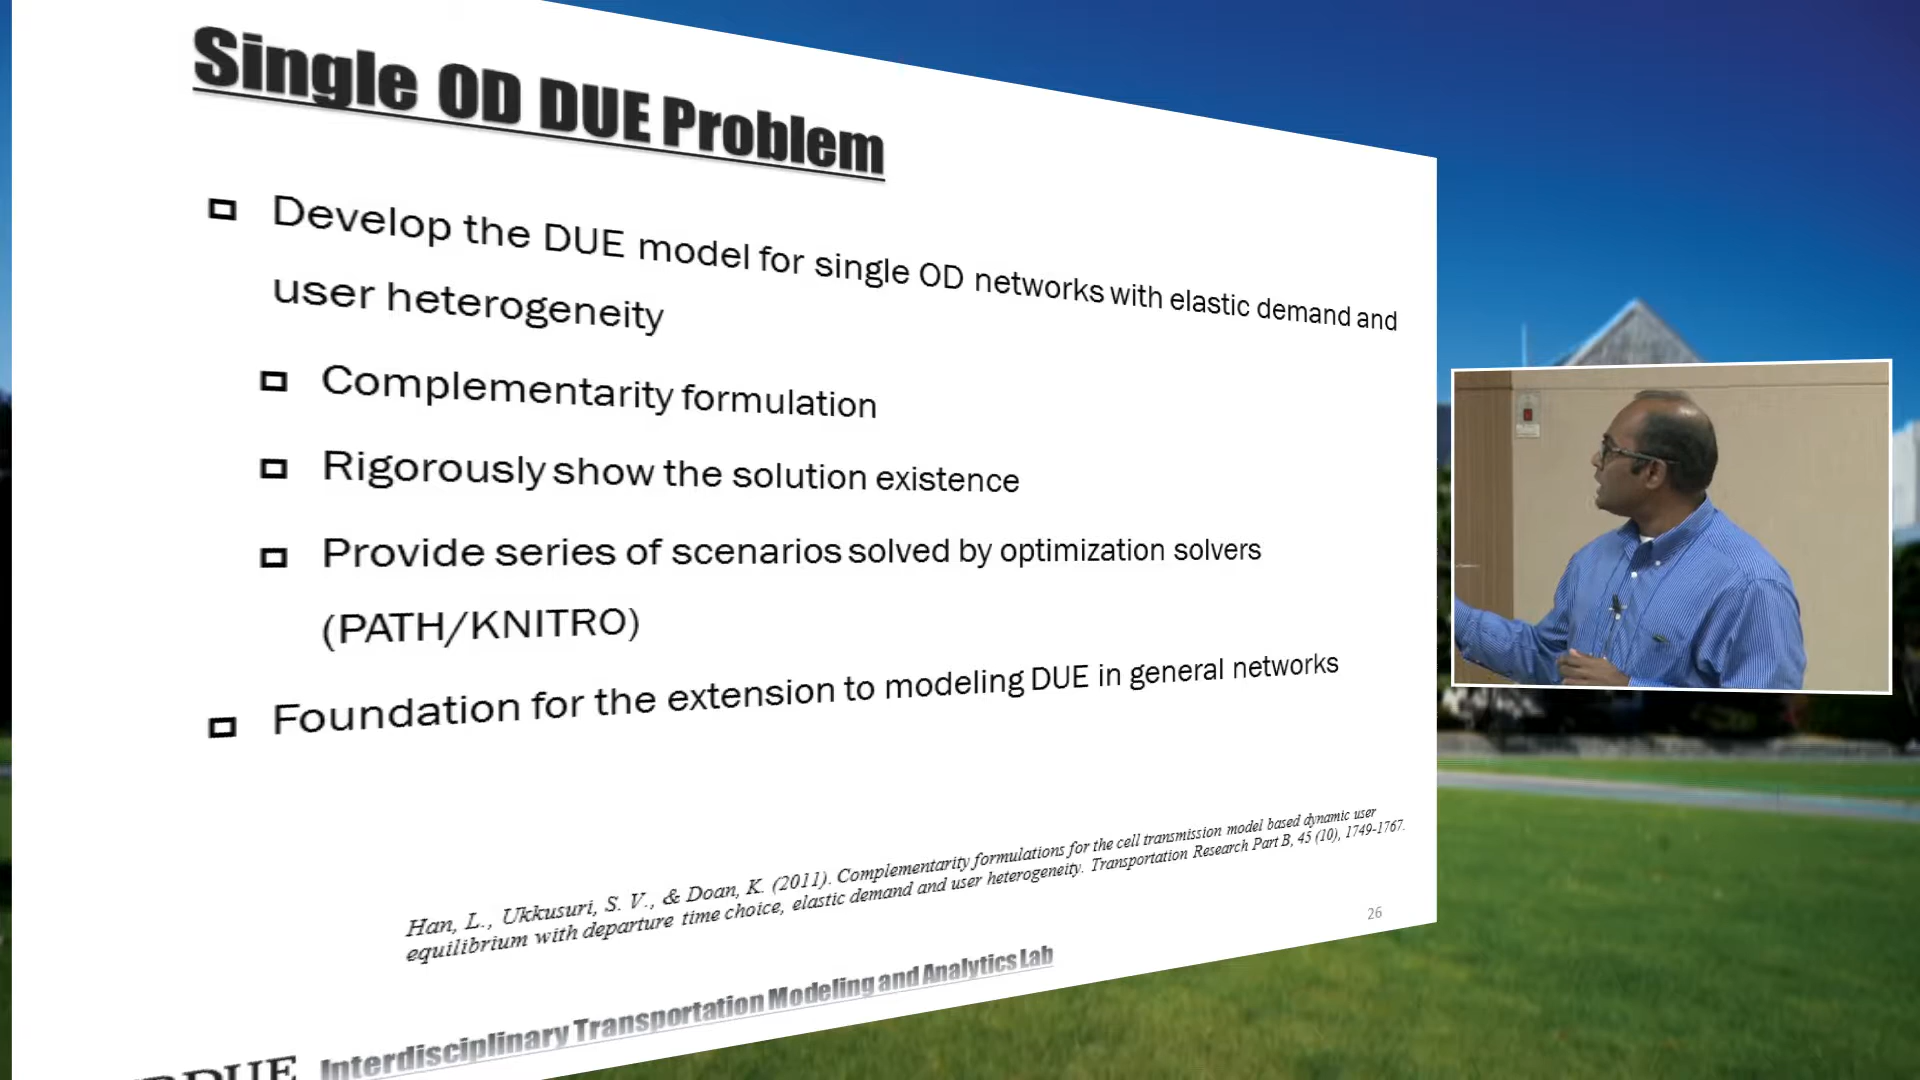 Single OD DUE Problem
Develop the DUE model for single OD networks with elastic demand and
user heterogeneity
Complementarity formulation
Rigorously show the solution existence
Provide series of scenarios solved by optimization solvers
(PATH/KNITRO)
Foundation for the extension to modeling DUE in general networks
Han, L., Ukkusuri, S. V., & Doan, K. (2011). Complementarity formulations for the cell transmission model based dynamic user
equilibrium with departure time choice, elastic demand and user heterogeneity. Transportation Research Part B, 45 (10), 1749-1767.
26
Interdisciplinary Transportation Modeling and Analytics Lab